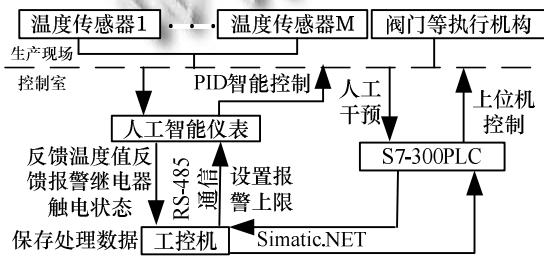 温度传感器1
···
温度传感器M
阀门等执行机构
生产现场
控制室
PID智能控制
人工
干预
上位机
控制
人工智能仪表
S7-300PLC
反馈温度值反
馈报警继电器
触电状态
RS-485
通信
设置报
警上限
保存处理数据
工控机
Simatic.NET